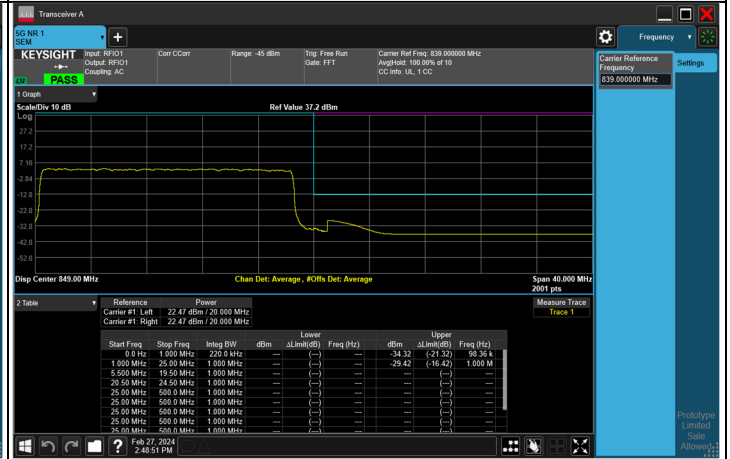 Transceiver A
5G NR 1
SEM
Frequency
KEYSIGHT
LXI
PASS
Input: RFIO1
Output: RFIO1
Coupling: AC
Corr CCorr
Range: -45 dBm
Trig: Free Run
Gate: FFT
Carrier Ref Freq: 839.000000 MHz
Avg|Hold: 100.00% of 10
CC Info: UL, 1 CC
Carrier Reference
Frequency
839.000000 MHz
Settings
1 Graph
Scale/Div 10 dB
Ref Value 37.2 dBm
Log
27.2
17.2
7.16
-2.84
-12.8
-22.8
-32.8
-42.8
-52.8
Disp Center 849.00 MHz
Chan Det: Average , #Offs Det: Average
Span 40.000 MHz
2001 pts
2 Table
Reference Power
Carrier #1: Left 22.47 dBm / 20.000 MHz
Carrier #1: Right 22.47 dBm / 20.000 MHz
Measure Trace
Trace 1
Lower Upper
Start Freq Stop Freq Integ BW dBm ΔLimit(dB) Freq (Hz) dBm ΔLimit(dB) Freq (Hz)
0.0 Hz 1.000 MHz 220.0 kHz --- (---) --- -34.32 (-21.32) 98.36 k
1.000 MHz 25.00 MHz 1.000 MHz --- (---) --- -29.42 (-16.42) 1.000 M
5.500 MHz 19.50 MHz 1.000 MHz --- (---) --- --- (---) ---
20.50 MHz 24.50 MHz 1.000 MHz --- (---) --- --- (---) ---
25.00 MHz 500.0 MHz 1.000 MHz --- (---) --- --- (---) ---
25.00 MHz 500.0 MHz 1.000 MHz --- (---) --- --- (---) ---
25.00 MHz 500.0 MHz 1.000 MHz --- (---) --- --- (---) ---
25.00 MHz 500.0 MHz 1.000 MHz --- (---) --- --- (---) ---
25.00 MHz 500.0 MHz 1.000 MHz --- (---) --- --- (---) ---
Feb 27, 2024
2:48:51 PM
Prototype
Limited
Sale
Allowed